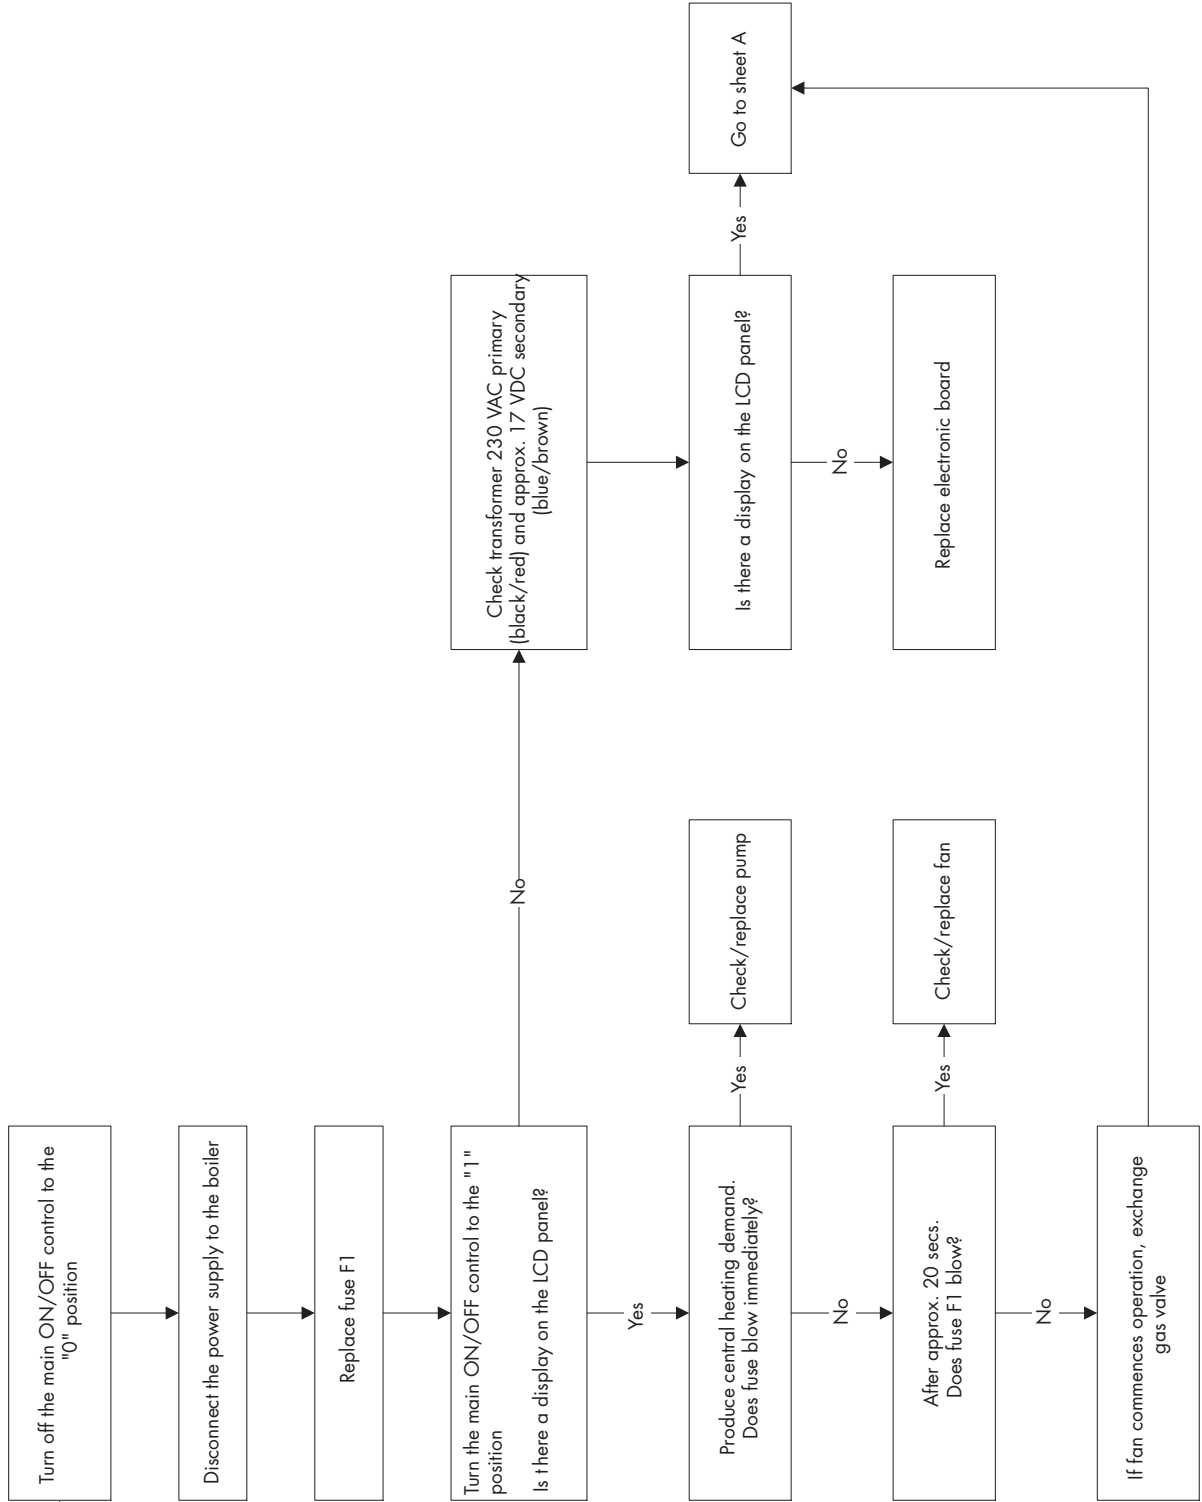 Turn off the main ON/OFF control to the
"0" position
Disconnect the power supply to the boiler
Replace fuse F1
Turn the main ON/OFF control to the "1"
position
Is there a display on the LCD panel?
No
Check transformer 230 VAC primary
(black/red) and approx. 17 VDC secondary
(blue/brown)
Yes
Produce central heating demand.
Does fuse blow immediately?
Yes
Check/replace pump
Is there a display on the LCD panel?
Yes
Go to sheet A
No
No
After approx. 20 secs.
Does fuse F1 blow?
Yes
Check/replace fan
Replace electronic board
No
If fan commences operation, exchange
gas valve